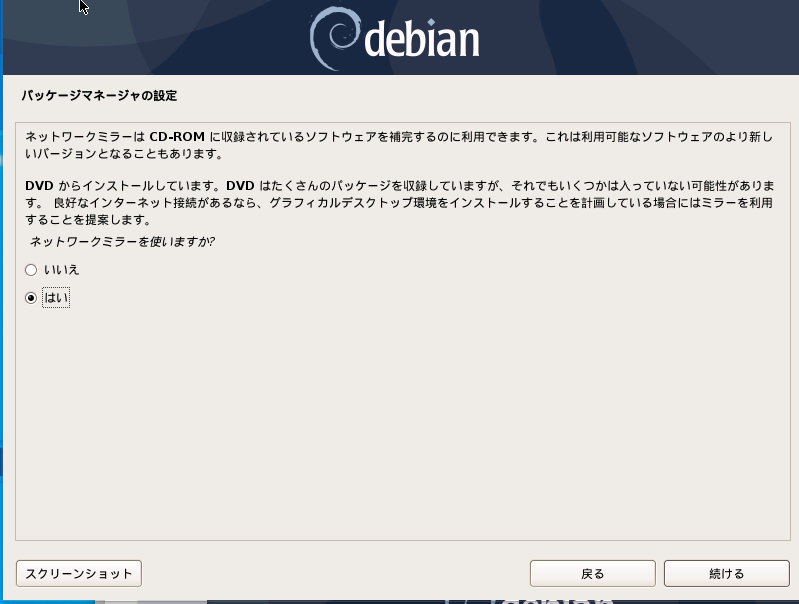 debian
パッケージマネージャの設定
ネットワークミラーは CD-ROM に収録されているソフトウェアを補完するのに利用できます。これは利用可能なソフトウェアのより新し
いバージョンとなることもあります。
DVD からインストールしています。DVD はたくさんのパッケージを収録していますが、それでもいくつかは入っていない可能性がありま
す。 良好なインターネット接続があるなら、グラフィカルデスクトップ環境をインストールすることを計画している場合にはミラーを利用
することを提案します。
ネットワークミラーを使いますか?
いいえ
はい
スクリーンショット
戻る
続ける